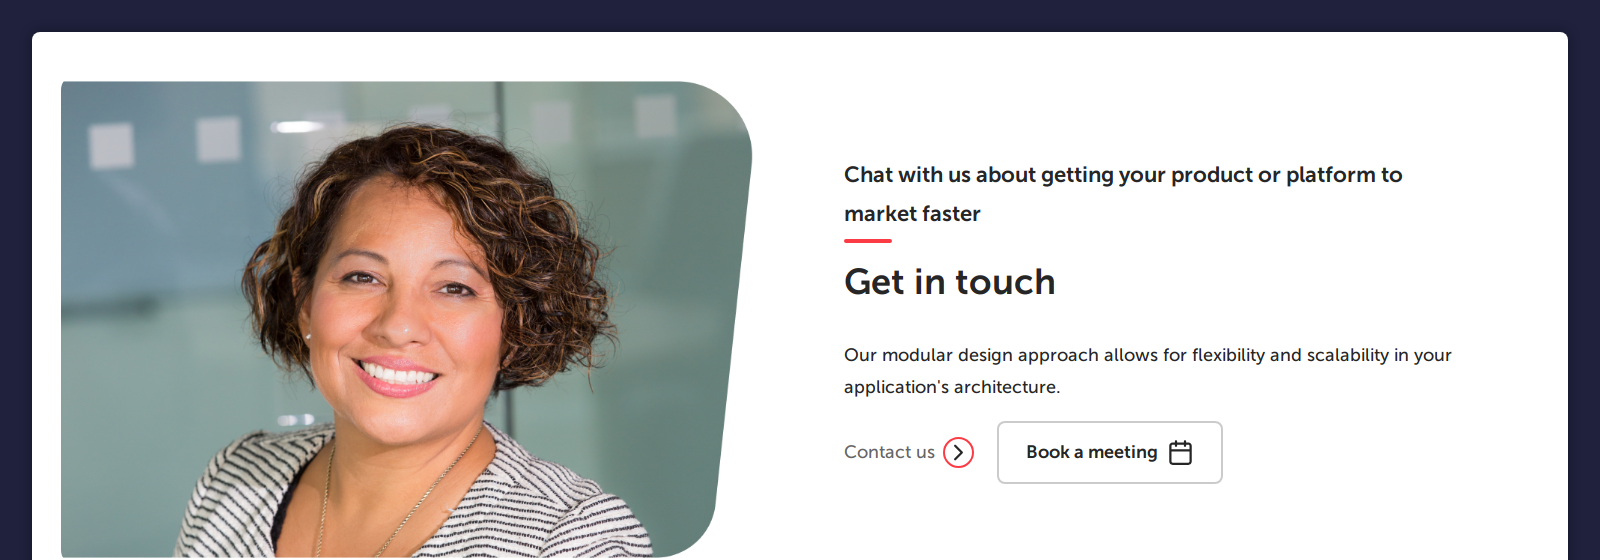 Chat with us about getting your product or platform to
market faster
Get in touch
Our modular design approach allows for flexibility and scalability in your
application's architecture.
Contact us
Book a meeting